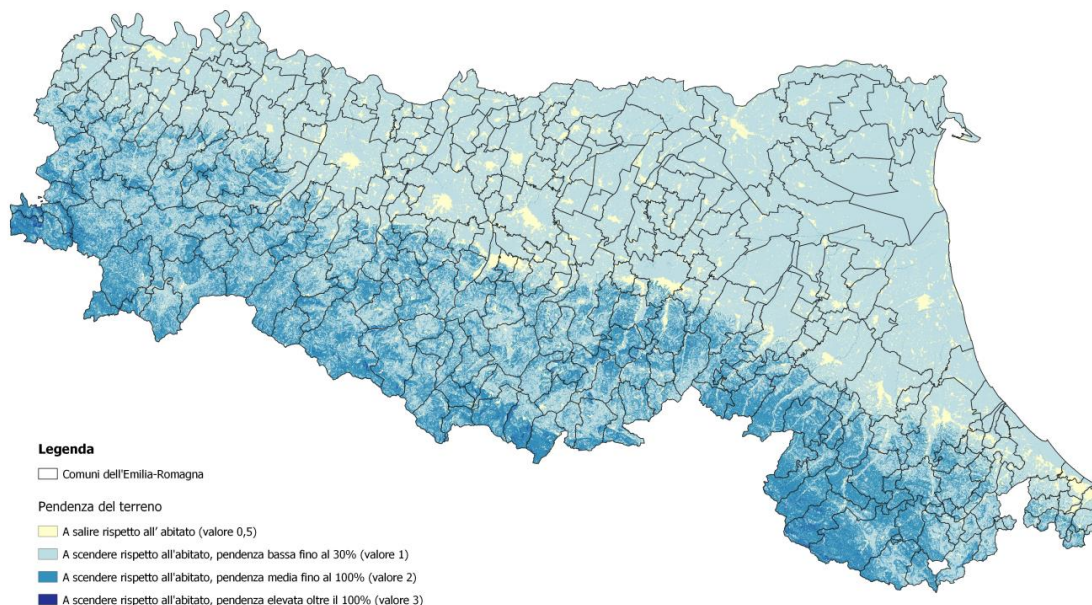 Legenda
Comuni dell'Emilia-Romagna
Pendenza del terreno
A salire rispetto all' abitato (valore 0,5)
A scendere rispetto all'abitato, pendenza bassa fino al 30% (valore 1)
A scendere rispetto all'abitato, pendenza media fino al 100% (valore 2)
A scendere rispetto all'abitato, pendenza elevata oltre il 100% (valore 3)